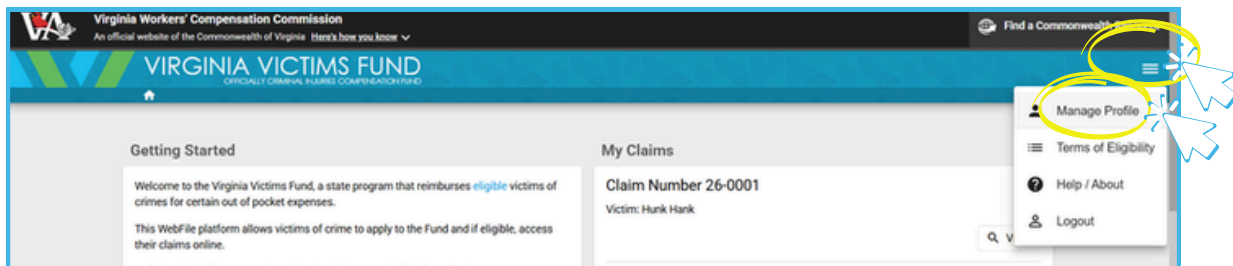 Virginia Workers' Compensation Commission
An official website of the Commonwealth of Virginia Here's how you know
Find a Commonwealth
VIRGINIA VICTIMS FUND
OFFICIALLY CRIMINAL INJURIES COMPENSATION FUND
Manage Profile
Terms of Eligibility
Help / About
Logout
Getting Started
Welcome to the Virginia Victims Fund, a state program that reimburses eligible victims of
crimes for certain out of pocket expenses.
This WebFile platform allows victims of crime to apply to the Fund and if eligible, access
their claims online.
My Claims
Claim Number 26-0001
Victim: Hunk Hank
V